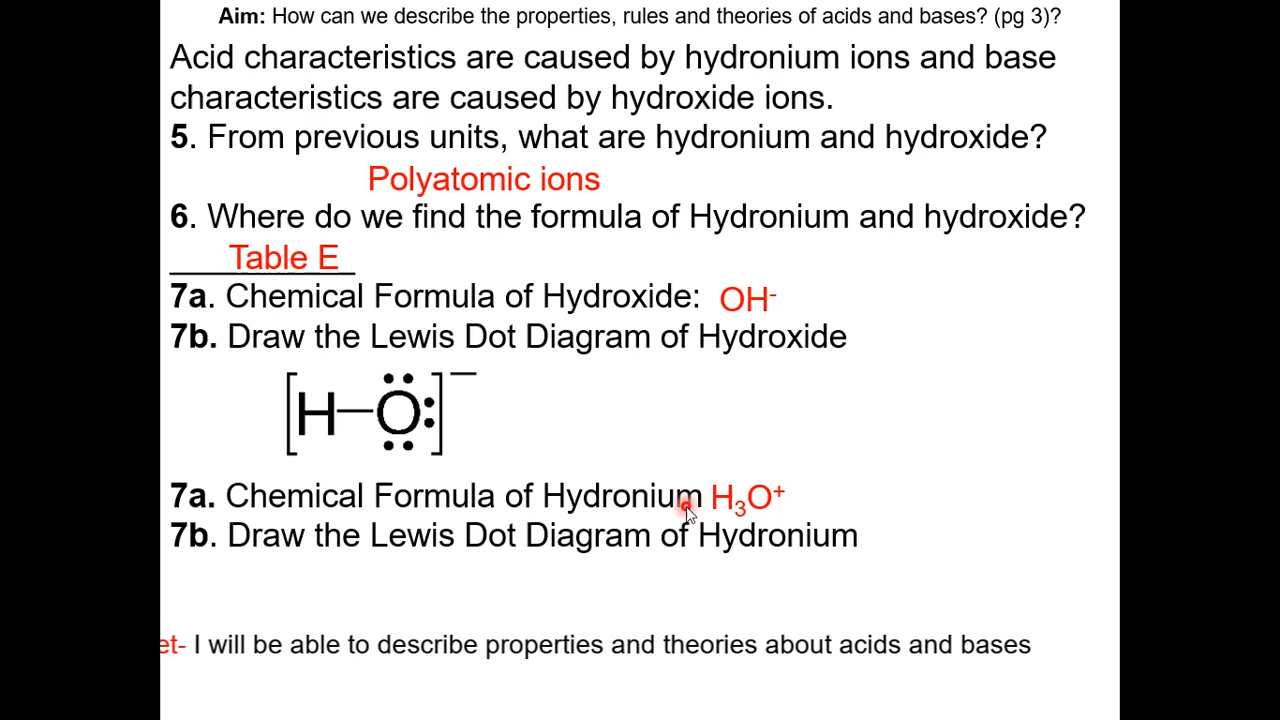 Aim: How can we describe the properties, rules and theories of acids and bases? (pg 3)?
Acid characteristics are caused by hydronium ions and base
characteristics are caused by hydroxide ions.
5. From previous units, what are hydronium and hydroxide?
Polyatomic ions
6. Where do we find the formula of Hydronium and hydroxide?
Table E
7a. Chemical Formula of Hydroxide: OH⁻
7b. Draw the Lewis Dot Diagram of Hydroxide
[H—O:]⁻
7a. Chemical Formula of Hydronium H₃O⁺
7b. Draw the Lewis Dot Diagram of Hydronium
et- I will be able to describe properties and theories about acids and bases